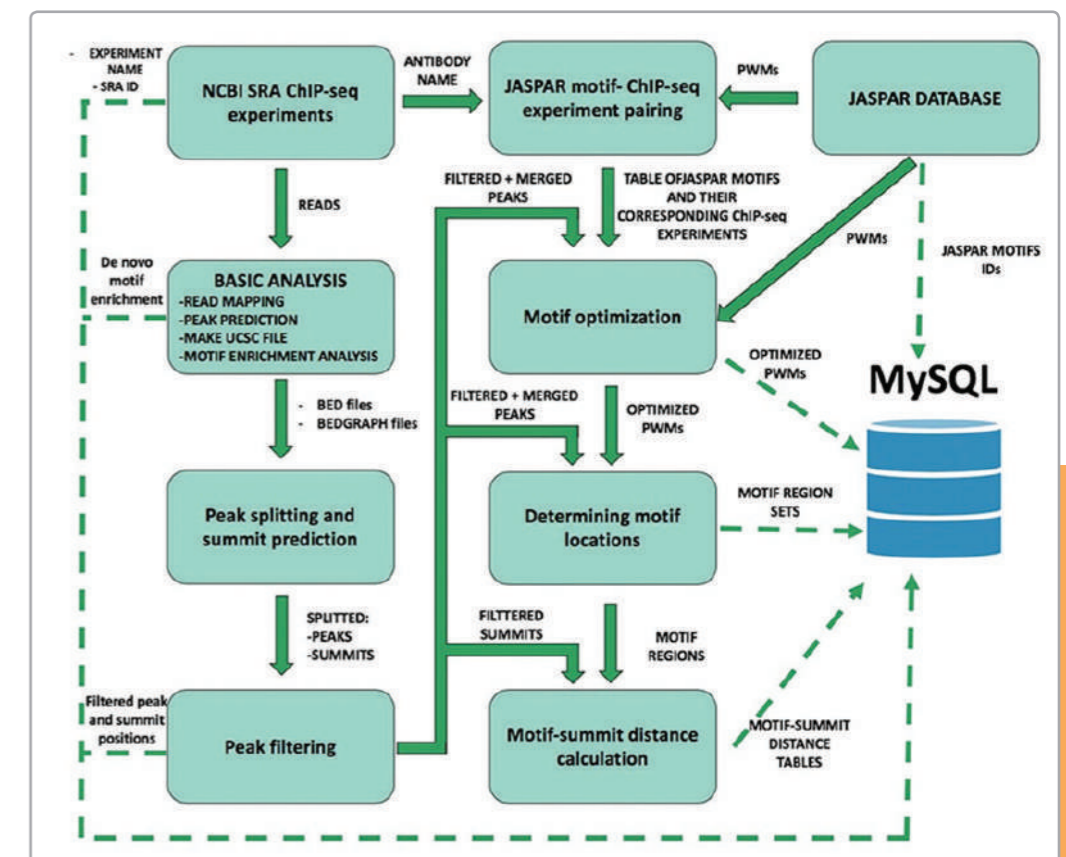 - EXPERIMENT
NAME
- SRA ID
NCBI SRA ChIP-seq
experiments
ANTIBODY
NAME
JASPAR motif- ChIP-seq
experiment pairing
PWMs
JASPAR DATABASE
READS
FILTERED + MERGED
PEAKS
TABLE OFJASPAR MOTIFS
AND THEIR
CORRESPONDING ChIP-seq
EXPERIMENTS
PWMs
JASPAR MOTIFS
IDs
De novo
motif
enrichment
BASIC ANALYSIS
-READ MAPPING
-PEAK PREDICTION
-MAKE UCSC FILE
-MOTIF ENRICHMENT ANALYSIS
Motif optimization
OPTIMIZED
PWMs
MySQL
- BED files
- BEDGRAPH files
FILTERED + MERGED
PEAKS
OPTIMIZED
PWMs
Peak splitting and
summit prediction
Determining motif
locations
MOTIF REGION
SETS
SPLITTED:
-PEAKS
-SUMMITS
FILTTERED
SUMMITS
MOTIF
REGIONS
Filtered peak
and summit
positions
Peak filtering
Motif-summit distance
calculation
MOTIF-SUMMIT
DISTANCE
TABLES